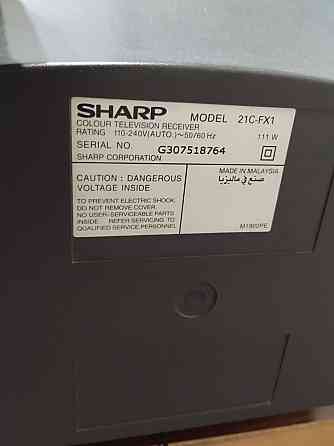 SHARP MODEL 21C-FX1
COLOUR TELEVISION RECEIVER
RATING 110-240V(AUTO.)~50/60 Hz 111 W
SERIAL NO. G307518764
SHARP CORPORATION
CAUTION : DANGEROUS
VOLTAGE INSIDE
TO PREVENT ELECTRIC SHOCK,
DO NOT REMOVE COVER.
NO USER-SERVICEABLE PARTS
INSIDE. REFER SERVICING TO
QUALIFIED SERVICE PERSONNEL
MADE IN MALAYSIA
صنع في ماليزيا